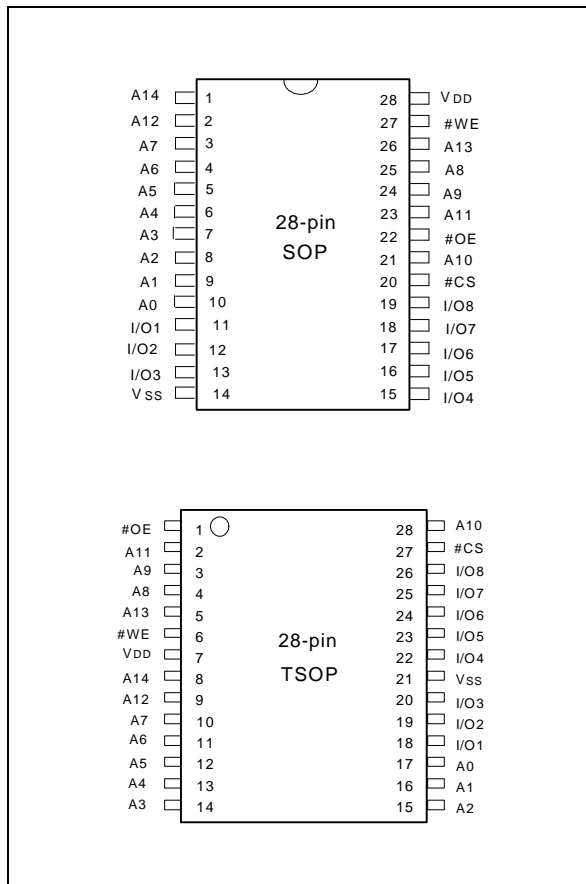 A14 1 28 VDD
A12 2 27 #WE
A7 3 26 A13
A6 4 25 A8
A5 5 24 A9
A4 6 23 A11
A3 7 28-pin 22 #OE
A2 8 SOP 21 A10
A1 9 20 #CS
A0 10 19 I/O8
I/O1 11 18 I/O7
I/O2 12 17 I/O6
I/O3 13 16 I/O5
VSS 14 15 I/O4
#OE 1 28 A10
A11 2 27 #CS
A9 3 26 I/O8
A8 4 25 I/O7
A13 5 24 I/O6
#WE 6 28-pin 23 I/O5
VDD 7 TSOP 22 I/O4
A14 8 21 VSS
A12 9 20 I/O3
A7 10 19 I/O2
A6 11 18 I/O1
A5 12 17 A0
A4 13 16 A1
A3 14 15 A2